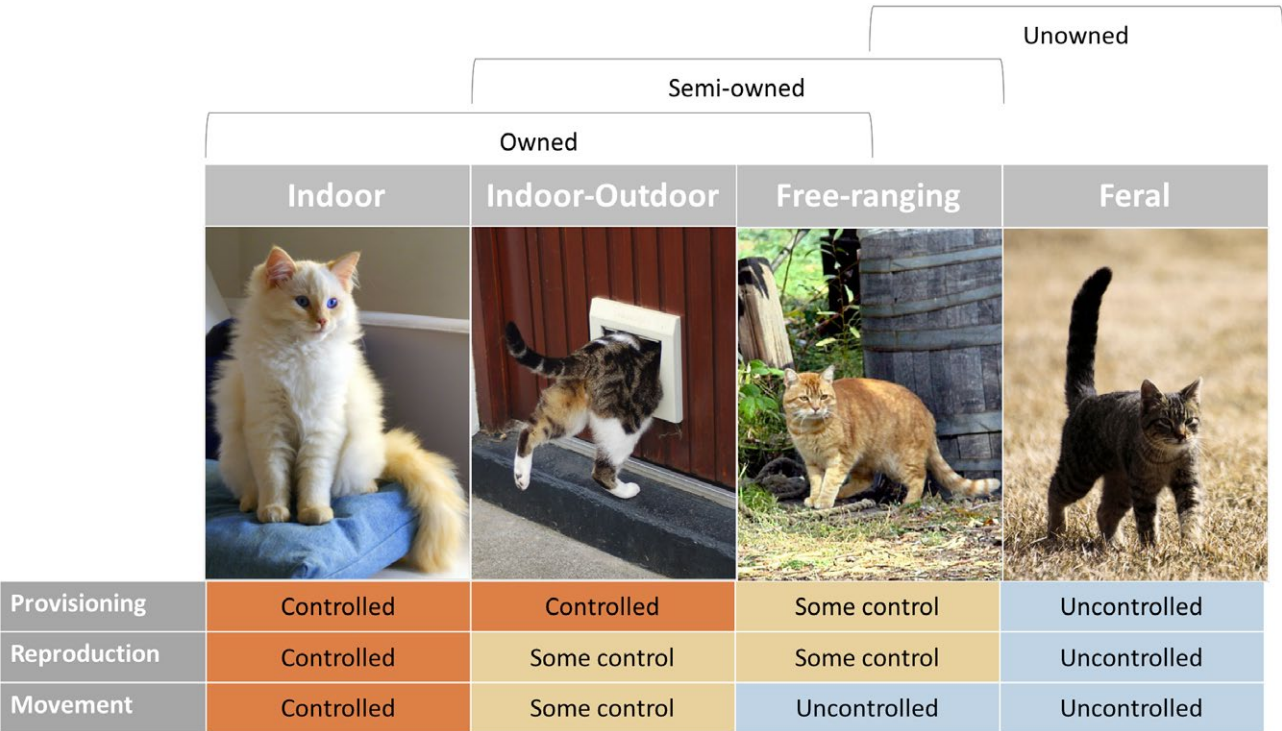 Unowned
Semi-owned
Owned
Indoor Indoor-Outdoor Free-ranging Feral
Provisioning Controlled Controlled Some control Uncontrolled
Reproduction Controlled Some control Some control Uncontrolled
Movement Controlled Some control Uncontrolled Uncontrolled